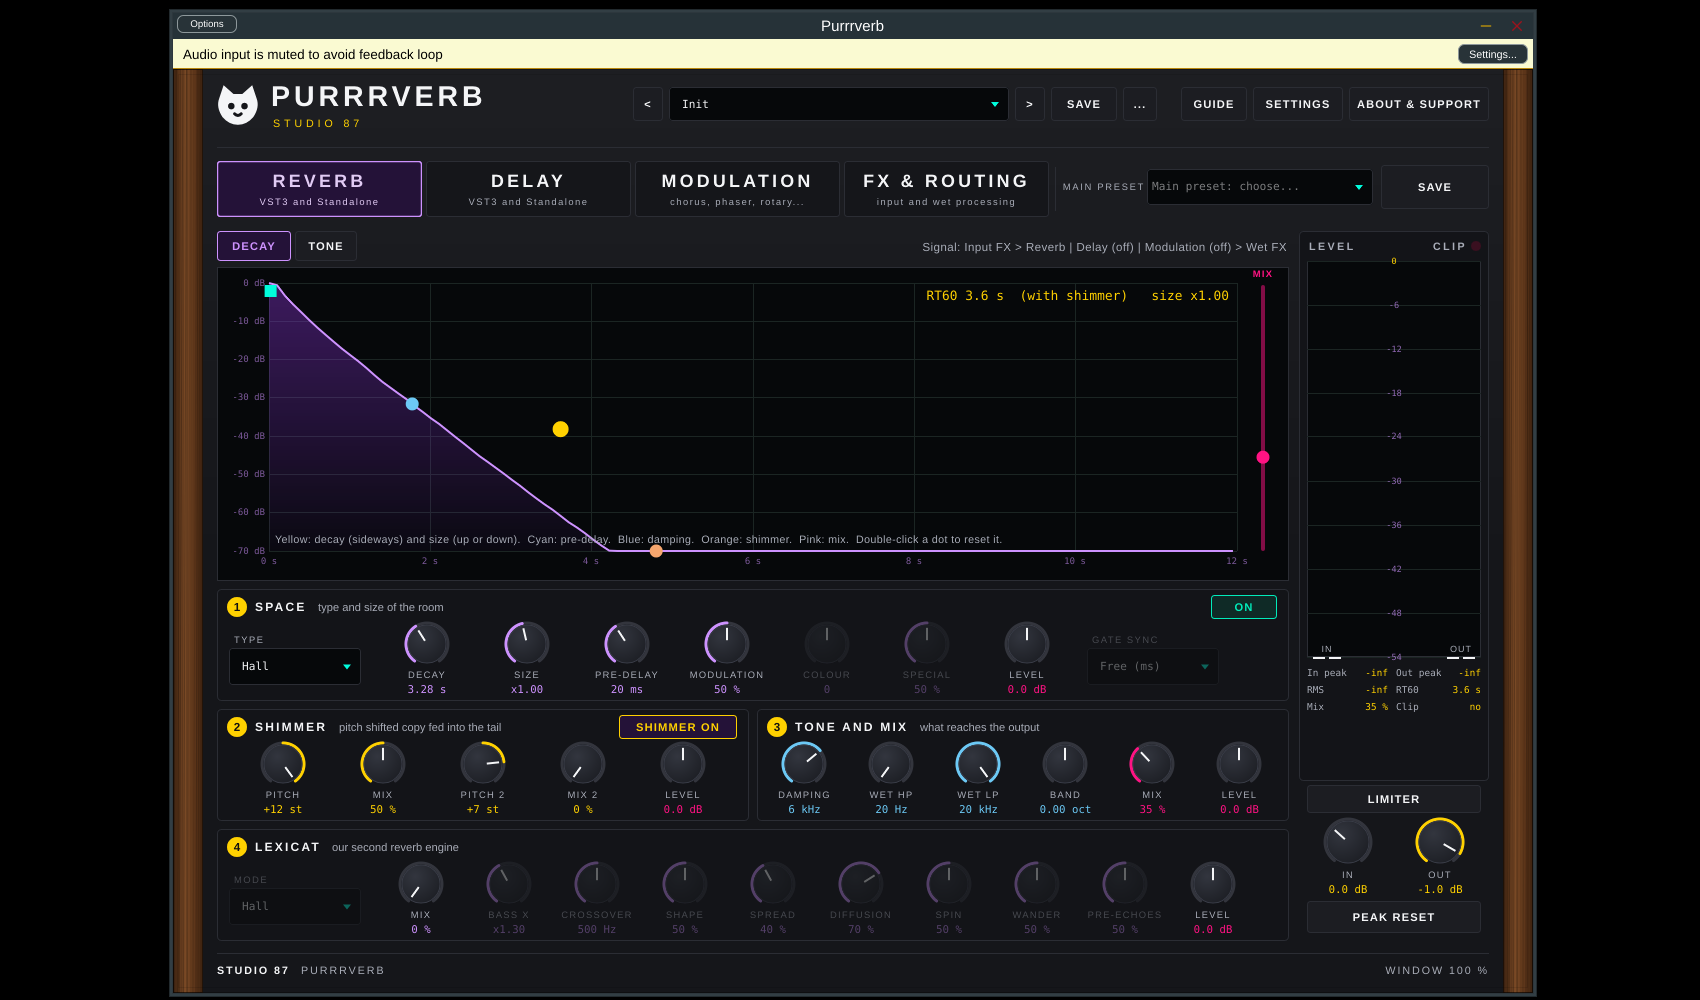 Options
Purrrverb
Audio input is muted to avoid feedback loop
Settings...
PURRRVERB
STUDIO 87
<
Init
>
SAVE
...
GUIDE
SETTINGS
ABOUT & SUPPORT
REVERB
VST3 and Standalone
DELAY
VST3 and Standalone
MODULATION
chorus, phaser, rotary...
FX & ROUTING
input and wet processing
MAIN PRESET
Main preset: choose...
SAVE
DECAY
TONE
Signal: Input FX > Reverb | Delay (off) | Modulation (off) > Wet FX
MIX
RT60 3.6 s  (with shimmer)   size x1.00
0 dB
-10 dB
-20 dB
-30 dB
-40 dB
-50 dB
-60 dB
-70 dB
Yellow: decay (sideways) and size (up or down).  Cyan: pre-delay.  Blue: damping.  Orange: shimmer.  Pink: mix.  Double-click a dot to reset it.
0 s 2 s 4 s 6 s 8 s 10 s 12 s
LEVEL CLIP
0
-6
-12
-18
-24
-30
-36
-42
-48
-54
IN OUT
In peak -inf Out peak -inf
RMS -inf RT60 3.6 s
Mix 35 % Clip no
1 SPACE type and size of the room
ON
TYPE
Hall
DECAY
3.28 s
SIZE
x1.00
PRE-DELAY
20 ms
MODULATION
50 %
COLOUR
0
SPECIAL
50 %
LEVEL
0.0 dB
GATE SYNC
Free (ms)
2 SHIMMER pitch shifted copy fed into the tail
SHIMMER ON
PITCH
+12 st
MIX
50 %
PITCH 2
+7 st
MIX 2
0 %
LEVEL
0.0 dB
3 TONE AND MIX what reaches the output
DAMPING
6 kHz
WET HP
20 Hz
WET LP
20 kHz
BAND
0.00 oct
MIX
35 %
LEVEL
0.0 dB
4 LEXICAT our second reverb engine
MODE
Hall
MIX
0 %
BASS X
x1.30
CROSSOVER
500 Hz
SHAPE
50 %
SPREAD
40 %
DIFFUSION
70 %
SPIN
50 %
WANDER
50 %
PRE-ECHOES
50 %
LEVEL
0.0 dB
LIMITER
IN
0.0 dB
OUT
-1.0 dB
PEAK RESET
STUDIO 87 PURRRVERB
WINDOW 100 %